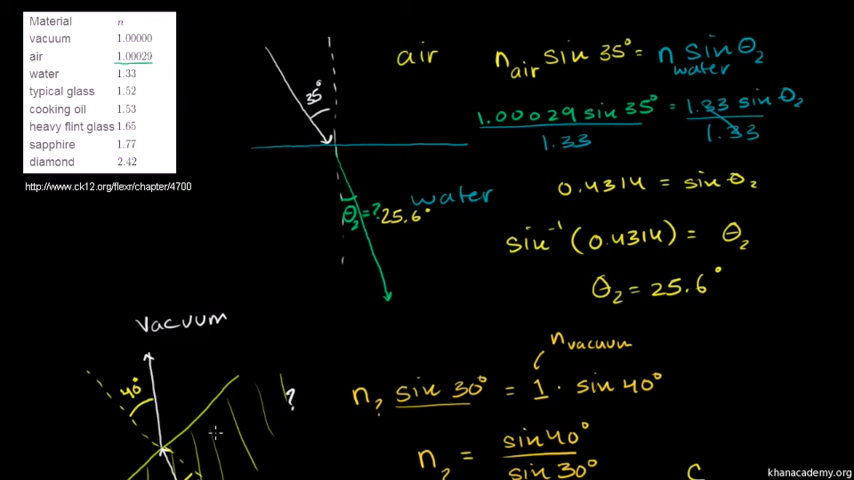 Material n
vacuum 1.00000
air 1.00029
water 1.33
typical glass 1.52
cooking oil 1.53
heavy flint glass 1.65
sapphire 1.77
diamond 2.42
http://www.ck12.org/flexr/chapter/4700
air
35°
θ₂=? 25.6°
water
n_air sin 35° = n_water sin θ₂
1.00029 sin 35° / 1.33 = 1.33 sin θ₂ / 1.33
0.4314 = sin θ₂
sin⁻¹(0.4314) = θ₂
θ₂ = 25.6°
Vacuum
40°
?
n_vacuum
n_? sin 30° = 1 · sin 40°
n_? = sin 40° / sin 30°
C
khanacademy.org